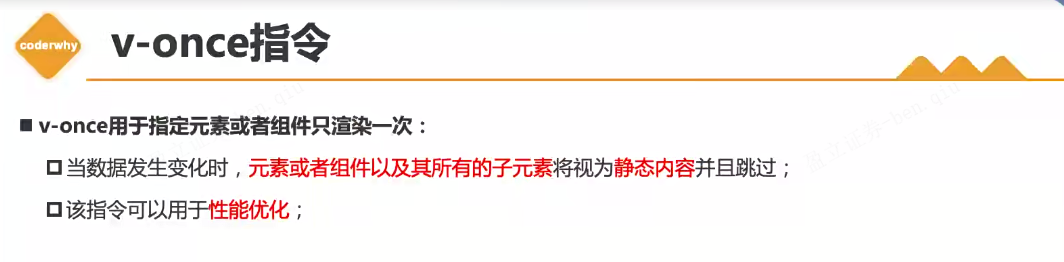 coderwhy
v-once指令
v-once用于指定元素或者组件只渲染一次：
当数据发生变化时，元素或者组件以及其所有的子元素将视为静态内容并且跳过；
该指令可以用于性能优化；